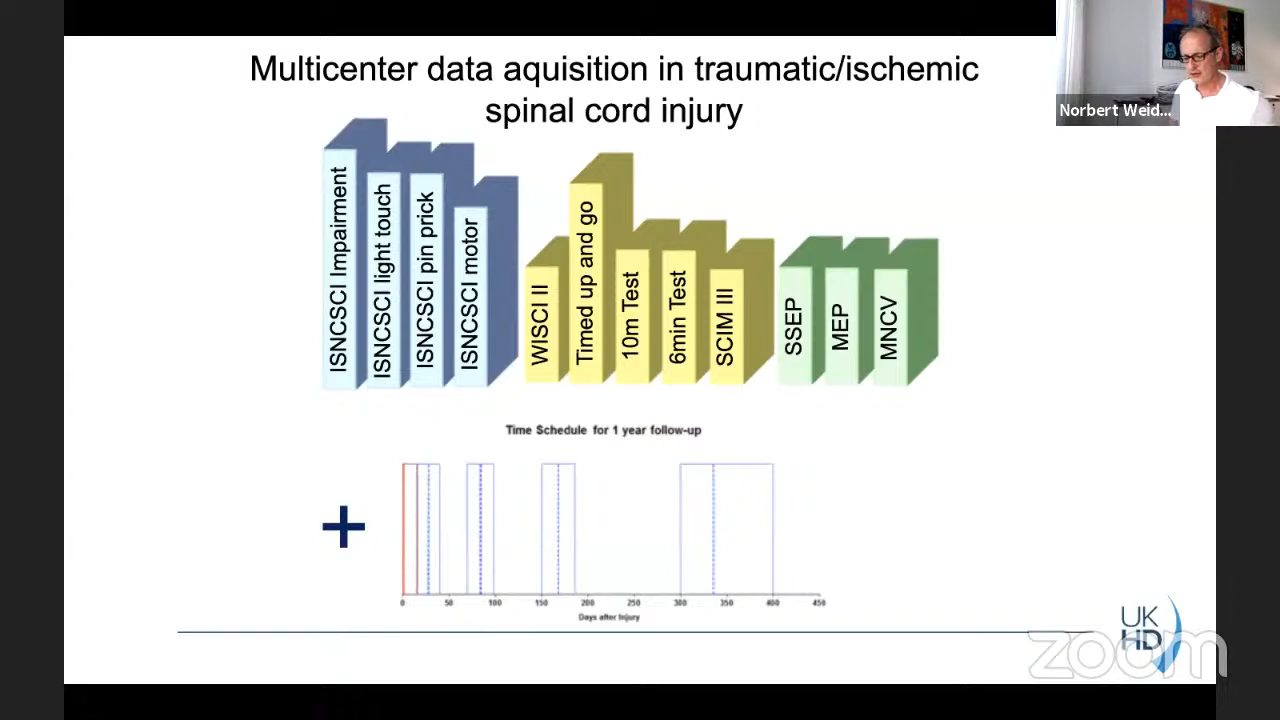 Multicenter data aquisition in traumatic/ischemic
spinal cord injury
Norbert Weid...
ISNCSCI Impairment
ISNCSCI light touch
ISNCSCI pin prick
ISNCSCI motor
WISCI II
Timed up and go
10m Test
6min Test
SCIM III
SSEP
MEP
MNCV
Time Schedule for 1 year follow-up
+
0 50 100 150 200 250 300 350 400 450
Days after Injury
UK
HD
zoom